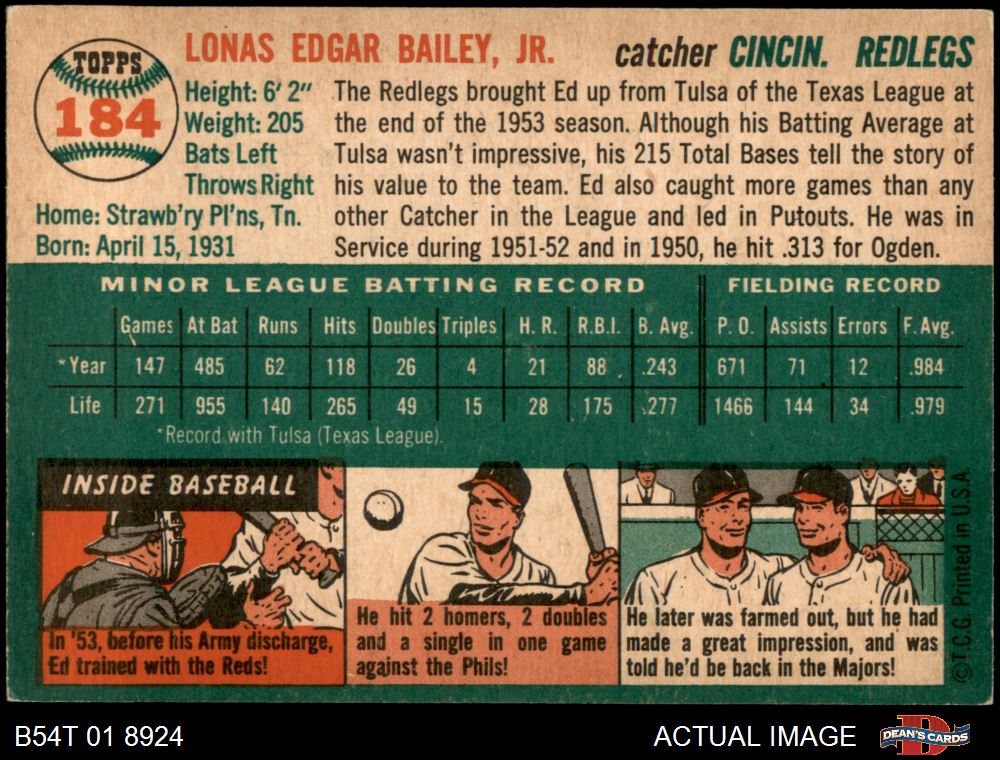 TOPPS
184
LONAS EDGAR BAILEY, JR.
catcher CINCIN. REDLEGS
Height: 6' 2"
Weight: 205
Bats Left
Throws Right
Home: Strawb'ry Pl'ns, Tn.
Born: April 15, 1931
The Redlegs brought Ed up from Tulsa of the Texas League at
the end of the 1953 season. Although his Batting Average at
Tulsa wasn't impressive, his 215 Total Bases tell the story of
his value to the team. Ed also caught more games than any
other Catcher in the League and led in Putouts. He was in
Service during 1951-52 and in 1950, he hit .313 for Ogden.
MINOR LEAGUE BATTING RECORD FIELDING RECORD
Games At Bat Runs Hits Doubles Triples H. R. R.B.I. B. Avg. P. O. Assists Errors F. Avg.
*Year 147 485 62 118 26 4 21 88 .243 671 71 12 .984
Life 271 955 140 265 49 15 28 175 .277 1466 144 34 .979
*Record with Tulsa (Texas League).
INSIDE BASEBALL
In '53, before his Army discharge,
Ed trained with the Reds!
He hit 2 homers, 2 doubles
and a single in one game
against the Phils!
He later was farmed out, but he had
made a great impression, and was
told he'd be back in the Majors!
©T.C.G. Printed in U.S.A.
B54T 01 8924
ACTUAL IMAGE
D
DEAN'S CARDS